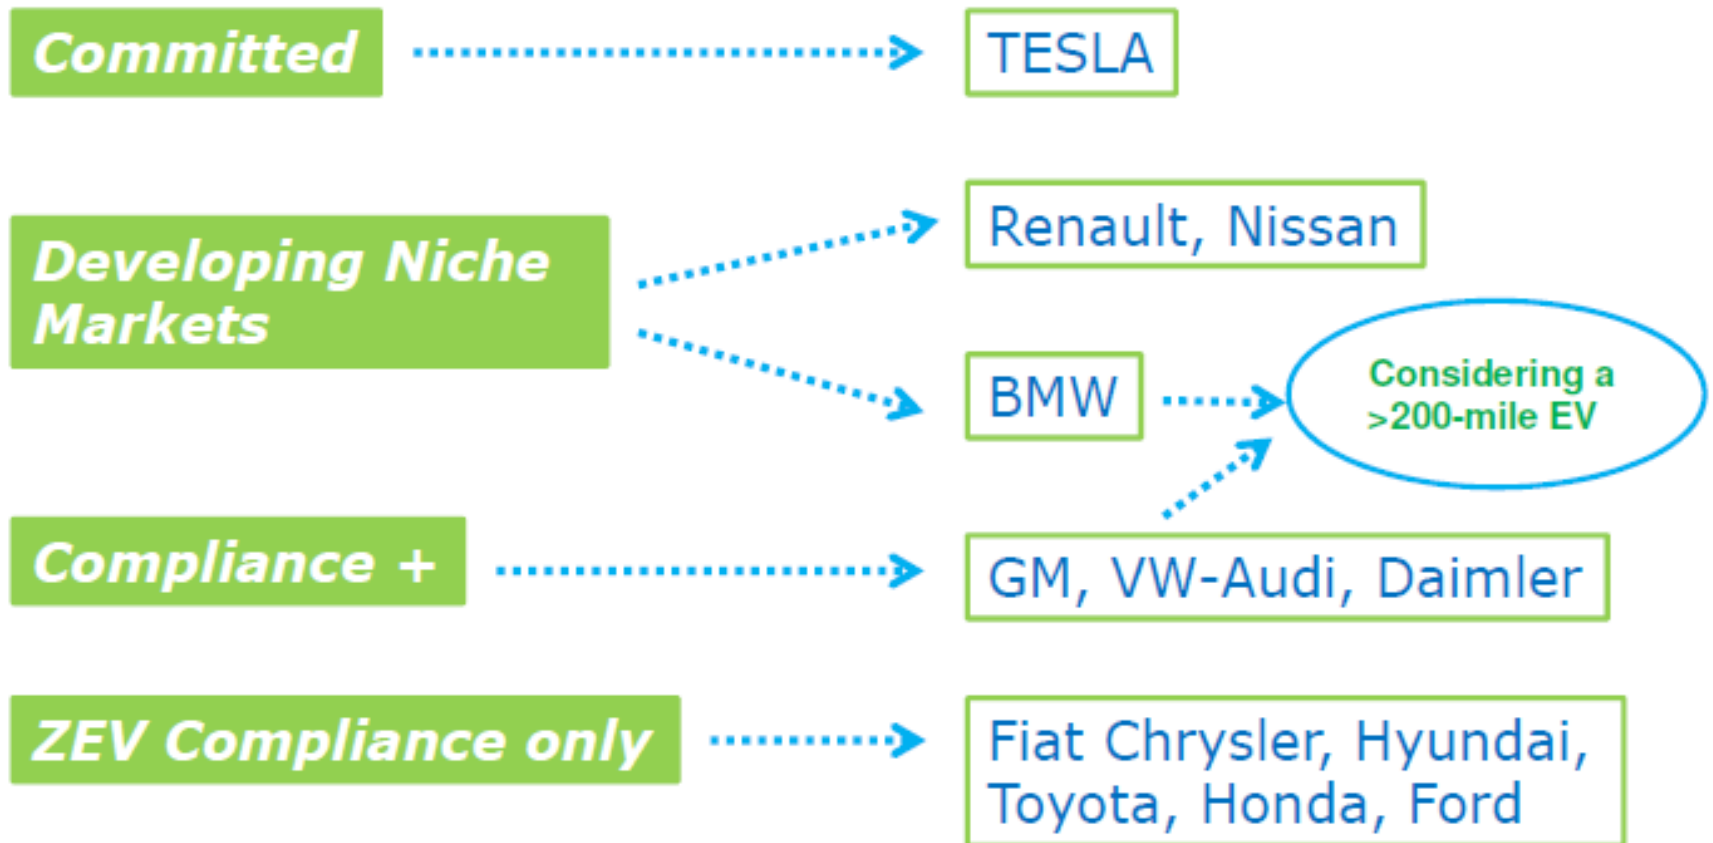 Committed
TESLA
Developing Niche
Markets
Renault, Nissan
BMW
Considering a
>200-mile EV
Compliance +
GM, VW-Audi, Daimler
ZEV Compliance only
Fiat Chrysler, Hyundai,
Toyota, Honda, Ford